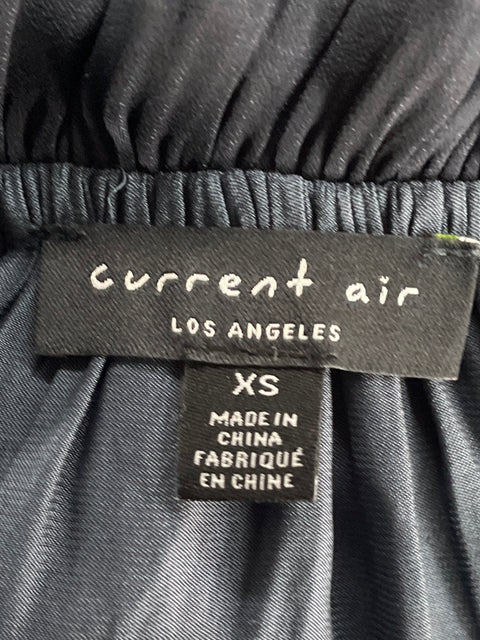 current air
LOS ANGELES
XS
MADE IN
CHINA
FABRIQUÉ
EN CHINE